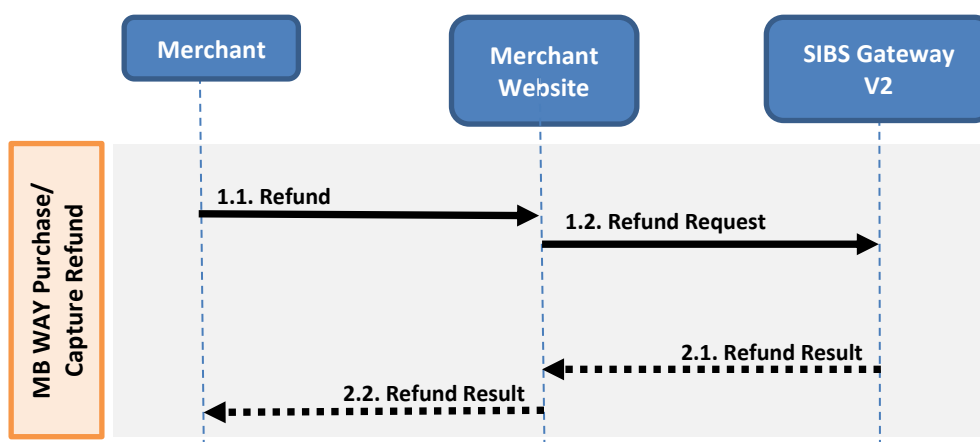 Merchant
Merchant
Website
SIBS Gateway
V2
MB WAY Purchase/
Capture Refund
1.1. Refund
1.2. Refund Request
2.1. Refund Result
2.2. Refund Result